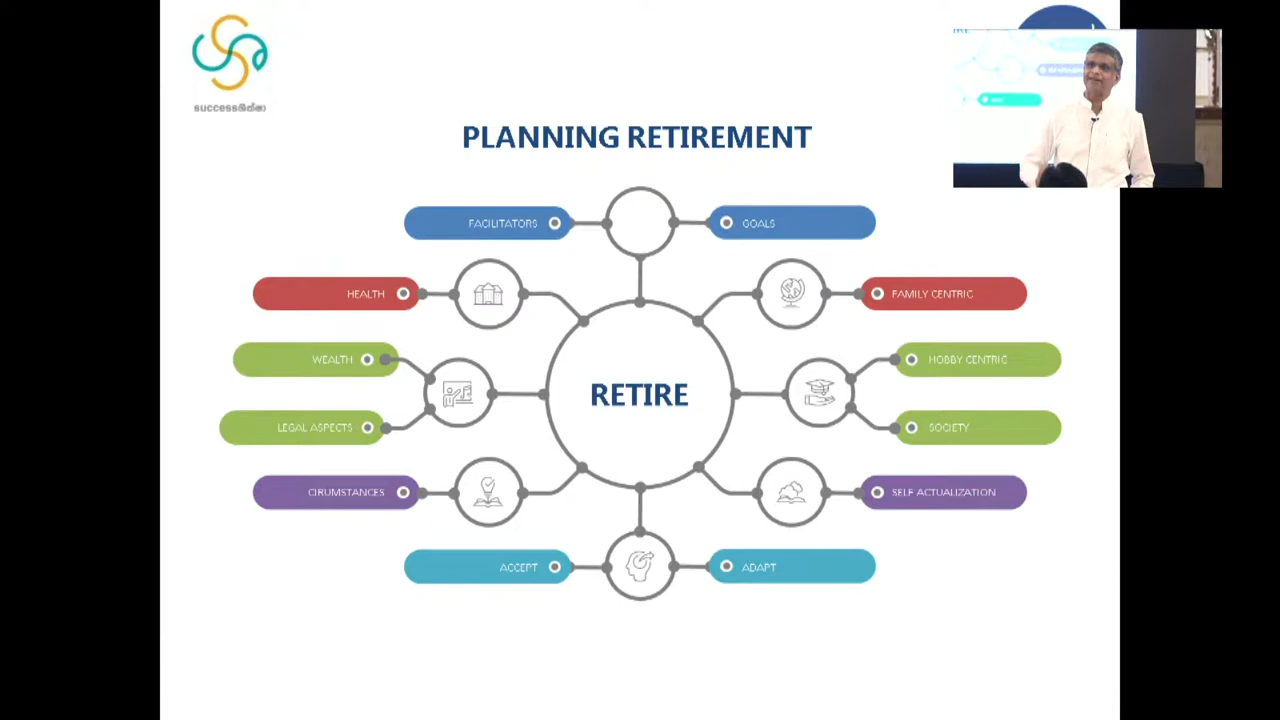 successශික්ෂා
PLANNING RETIREMENT
FACILITATORS
GOALS
HEALTH
FAMILY CENTRIC
WEALTH
HOBBY CENTRIC
RETIRE
LEGAL ASPECTS
SOCIETY
CIRUMSTANCES
SELF ACTUALIZATION
ACCEPT
ADAPT